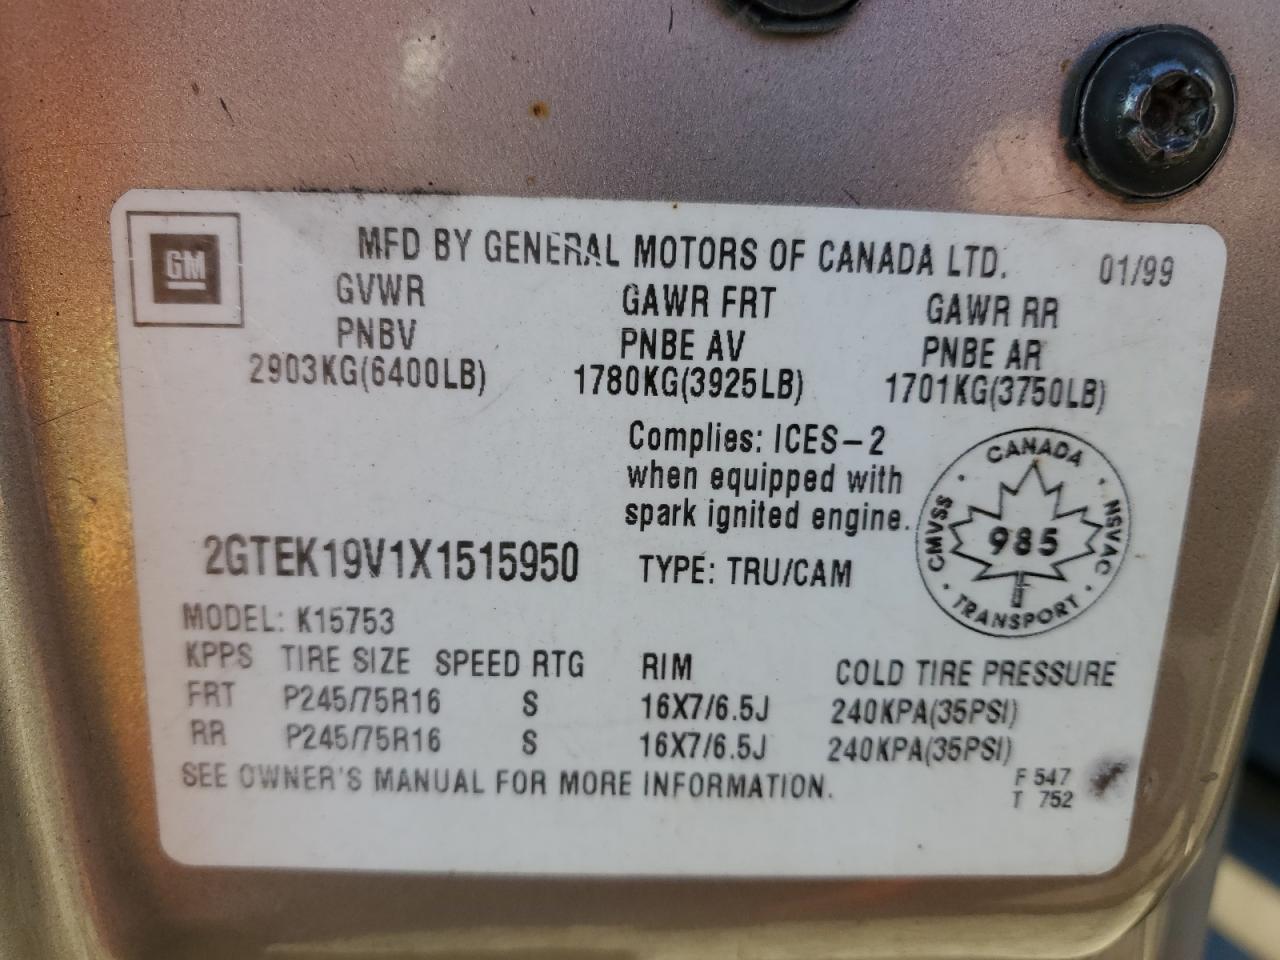 GM
MFD BY GENERAL MOTORS OF CANADA LTD. 01/99
GVWR GAWR FRT GAWR RR
PNBV PNBE AV PNBE AR
2903KG(6400LB) 1780KG(3925LB) 1701KG(3750LB)
Complies: ICES-2
when equipped with
spark ignited engine.
CANADA
CMVSS 985 NSVAC
TRANSPORT
2GTEK19V1X1515950 TYPE: TRU/CAM
MODEL: K15753
KPPS TIRE SIZE SPEED RTG RIM COLD TIRE PRESSURE
FRT P245/75R16 S 16X7/6.5J 240KPA(35PSI)
RR P245/75R16 S 16X7/6.5J 240KPA(35PSI)
SEE OWNER'S MANUAL FOR MORE INFORMATION. F 547
T 752